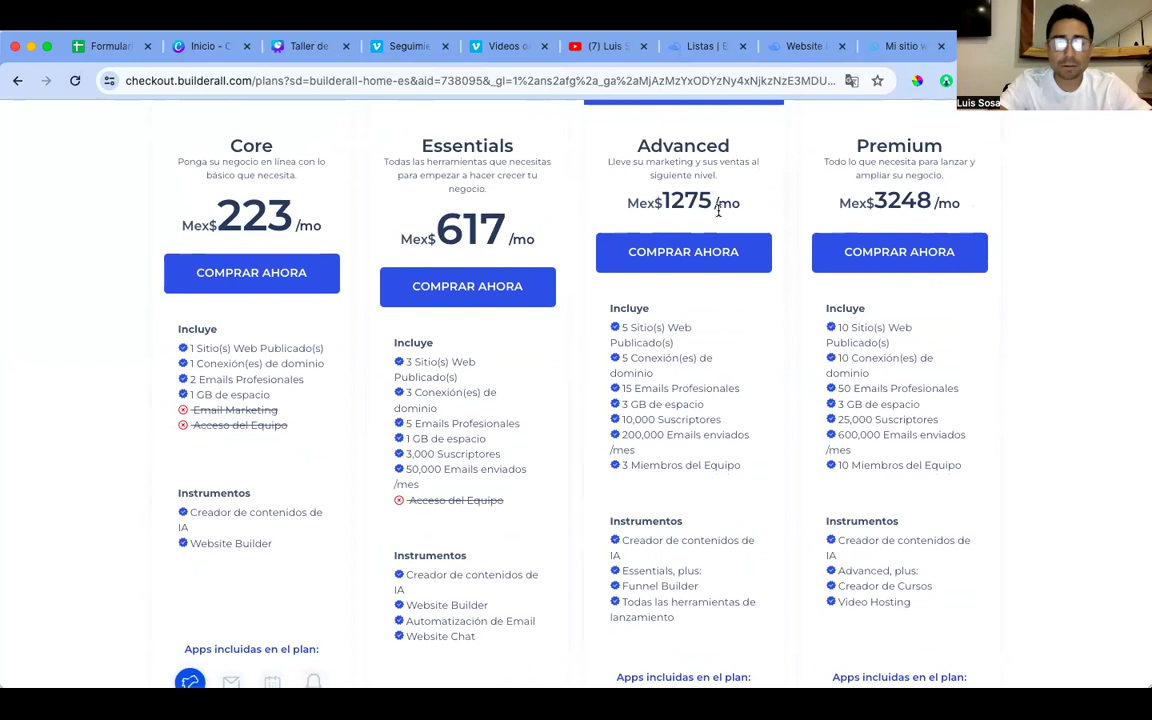 Formulari
Inicio - C
Taller de
Seguimie
Videos c
(7) Luis S
Listas | B
Website
Mi sitio w
checkout.builderall.com/plans?sd=builderall-home-es&aid=738095&_gl=1%2ans2afg%2a_ga%2aMjAzMzYxODYzNy4xNjkzNzE3MDU...
Luis Sosa
Core
Ponga su negocio en línea con lo
básico que necesita.
Mex$223 /mo
COMPRAR AHORA
Incluye
1 Sitio(s) Web Publicado(s)
1 Conexión(es) de dominio
2 Emails Profesionales
1 GB de espacio
Email Marketing
Acceso del Equipo
Instrumentos
Creador de contenidos de
IA
Website Builder
Apps incluidas en el plan:
Essentials
Todas las herramientas que necesitas
para empezar a hacer crecer tu
negocio.
Mex$617 /mo
COMPRAR AHORA
Incluye
3 Sitio(s) Web
Publicado(s)
3 Conexión(es) de
dominio
5 Emails Profesionales
1 GB de espacio
3,000 Suscriptores
50,000 Emails enviados
/mes
Acceso del Equipo
Instrumentos
Creador de contenidos de
IA
Website Builder
Automatización de Email
Website Chat
Advanced
Lleve su marketing y sus ventas al
siguiente nivel.
Mex$1275 /mo
COMPRAR AHORA
Incluye
5 Sitio(s) Web
Publicado(s)
5 Conexión(es) de
dominio
15 Emails Profesionales
3 GB de espacio
10,000 Suscriptores
200,000 Emails enviados
/mes
3 Miembros del Equipo
Instrumentos
Creador de contenidos de
IA
Essentials, plus:
Funnel Builder
Todas las herramientas de
lanzamiento
Apps incluidas en el plan:
Premium
Todo lo que necesita para lanzar y
ampliar su negocio.
Mex$3248 /mo
COMPRAR AHORA
Incluye
10 Sitio(s) Web
Publicado(s)
10 Conexión(es) de
dominio
50 Emails Profesionales
3 GB de espacio
25,000 Suscriptores
600,000 Emails enviados
/mes
10 Miembros del Equipo
Instrumentos
Creador de contenidos de
IA
Advanced, plus:
Creador de Cursos
Video Hosting
Apps incluidas en el plan: